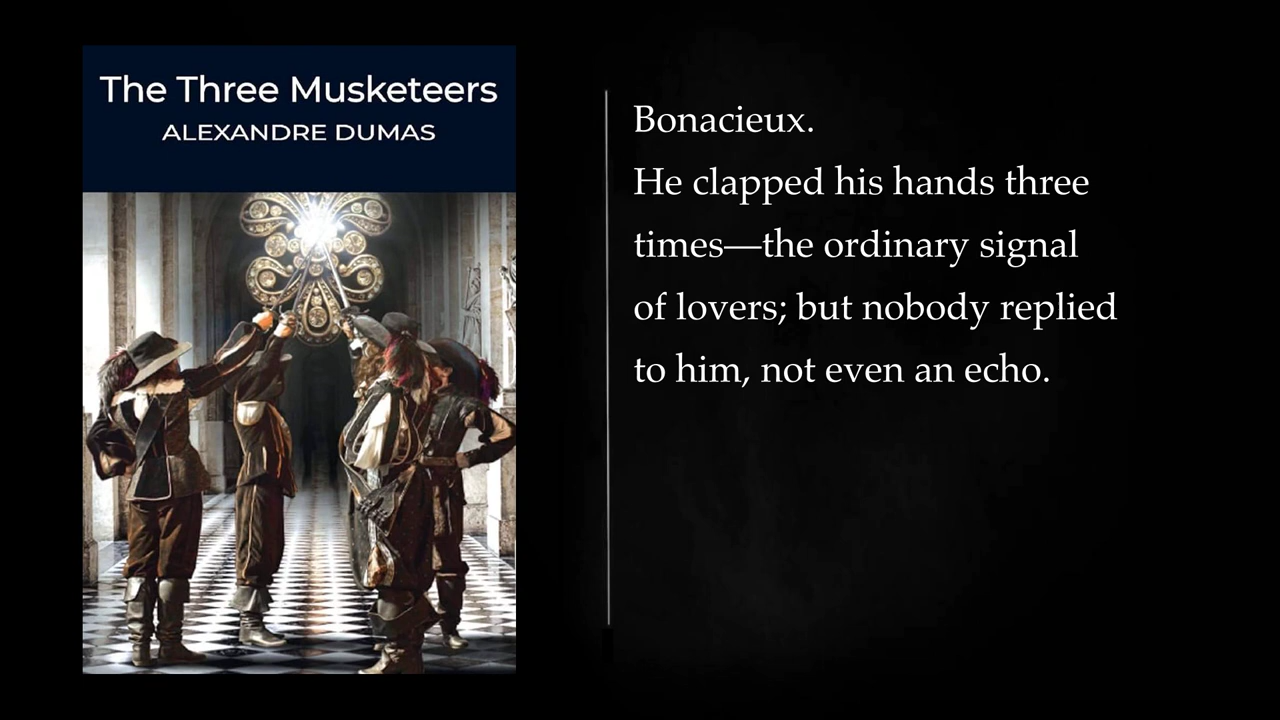 The Three Musketeers
ALEXANDRE DUMAS
Bonacieux.
He clapped his hands three
times—the ordinary signal
of lovers; but nobody replied
to him, not even an echo.